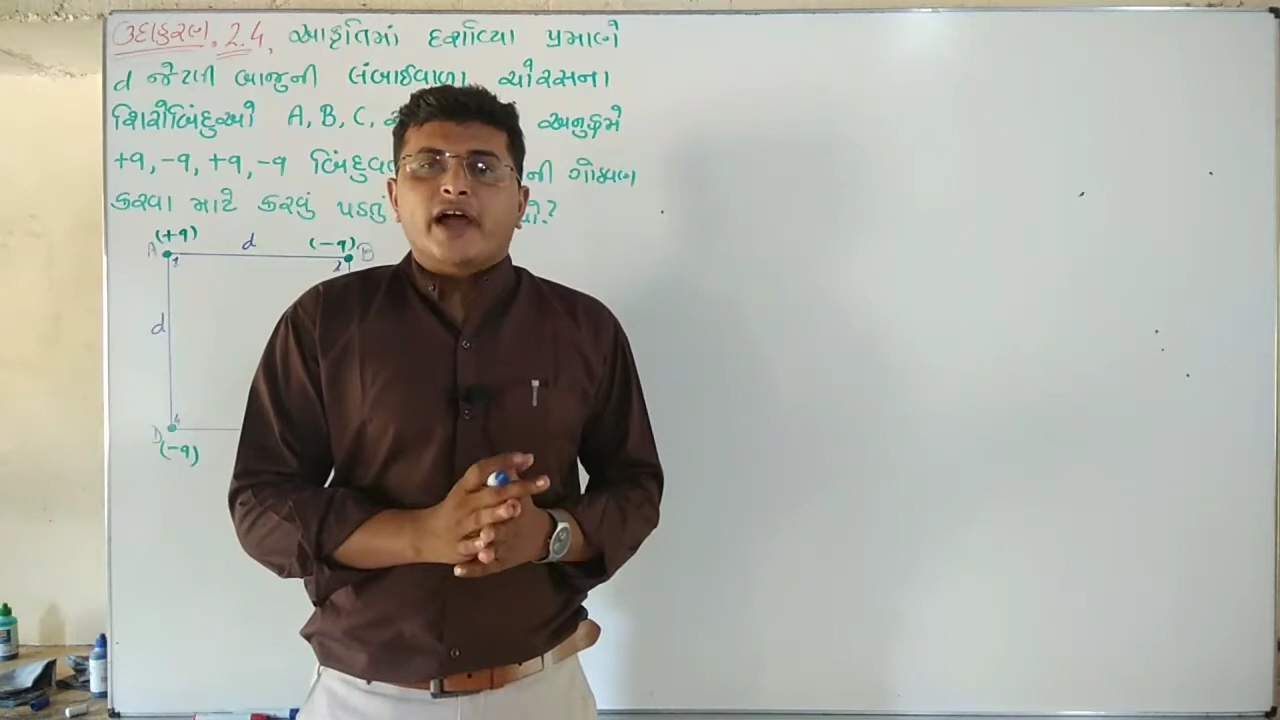 ઉદાહરણ. 2.4, આકૃતિમાં દર્શાવ્યા પ્રમાણે
d જેટલી બાજુની લંબાઈવાળા ચોરસના
શિરોબિંદુઓ A, B, C, અનુક્રમે
+q, -q, +q, -q ની ગોઠવણ
કરવા માટે કરવું પડતું
(+q) d (-q)
A 1 2 B
d
D 4
(-q)